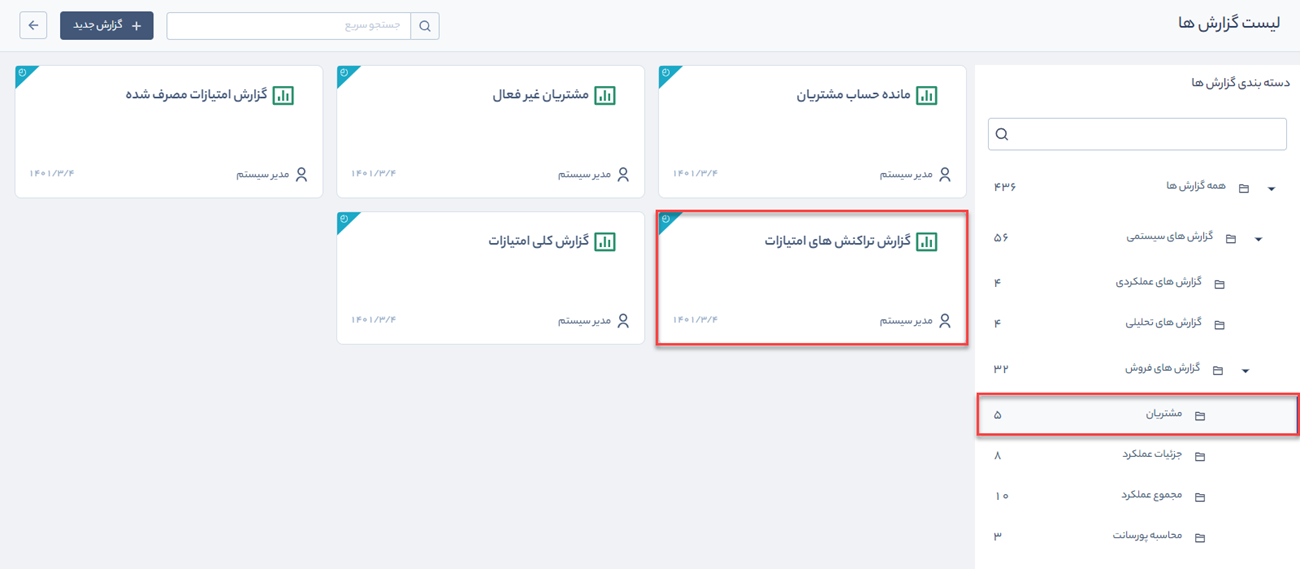 لیست گزارش ها
جستجو سریع
گزارش جدید
دسته بندی گزارش ها
همه گزارش ها ۴۳۶
گزارش های سیستمی ۵۶
گزارش های عملکردی ۴
گزارش های تحلیلی ۴
گزارش های فروش ۳۲
مشتریان ۵
جزئیات عملکرد ۸
مجموع عملکرد ۱۰
محاسبه پورسانت ۳
مانده حساب مشتریان
مدیر سیستم ۱۴۰۱/۳/۴
مشتریان غیر فعال
مدیر سیستم ۱۴۰۱/۳/۴
گزارش امتیازات مصرف شده
مدیر سیستم ۱۴۰۱/۳/۴
گزارش تراکنش های امتیازات
مدیر سیستم ۱۴۰۱/۳/۴
گزارش کلی امتیازات
مدیر سیستم ۱۴۰۱/۳/۴